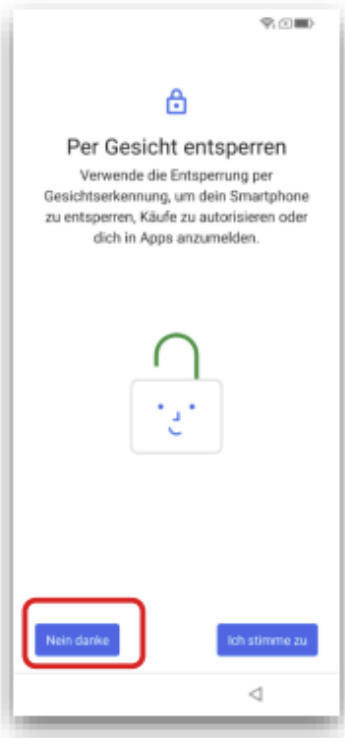 Per Gesicht entsperren
Verwende die Entsperrung per
Gesichtserkennung, um dein Smartphone
zu entsperren, Käufe zu autorisieren oder
dich in Apps anzumelden.
Nein danke
Ich stimme zu